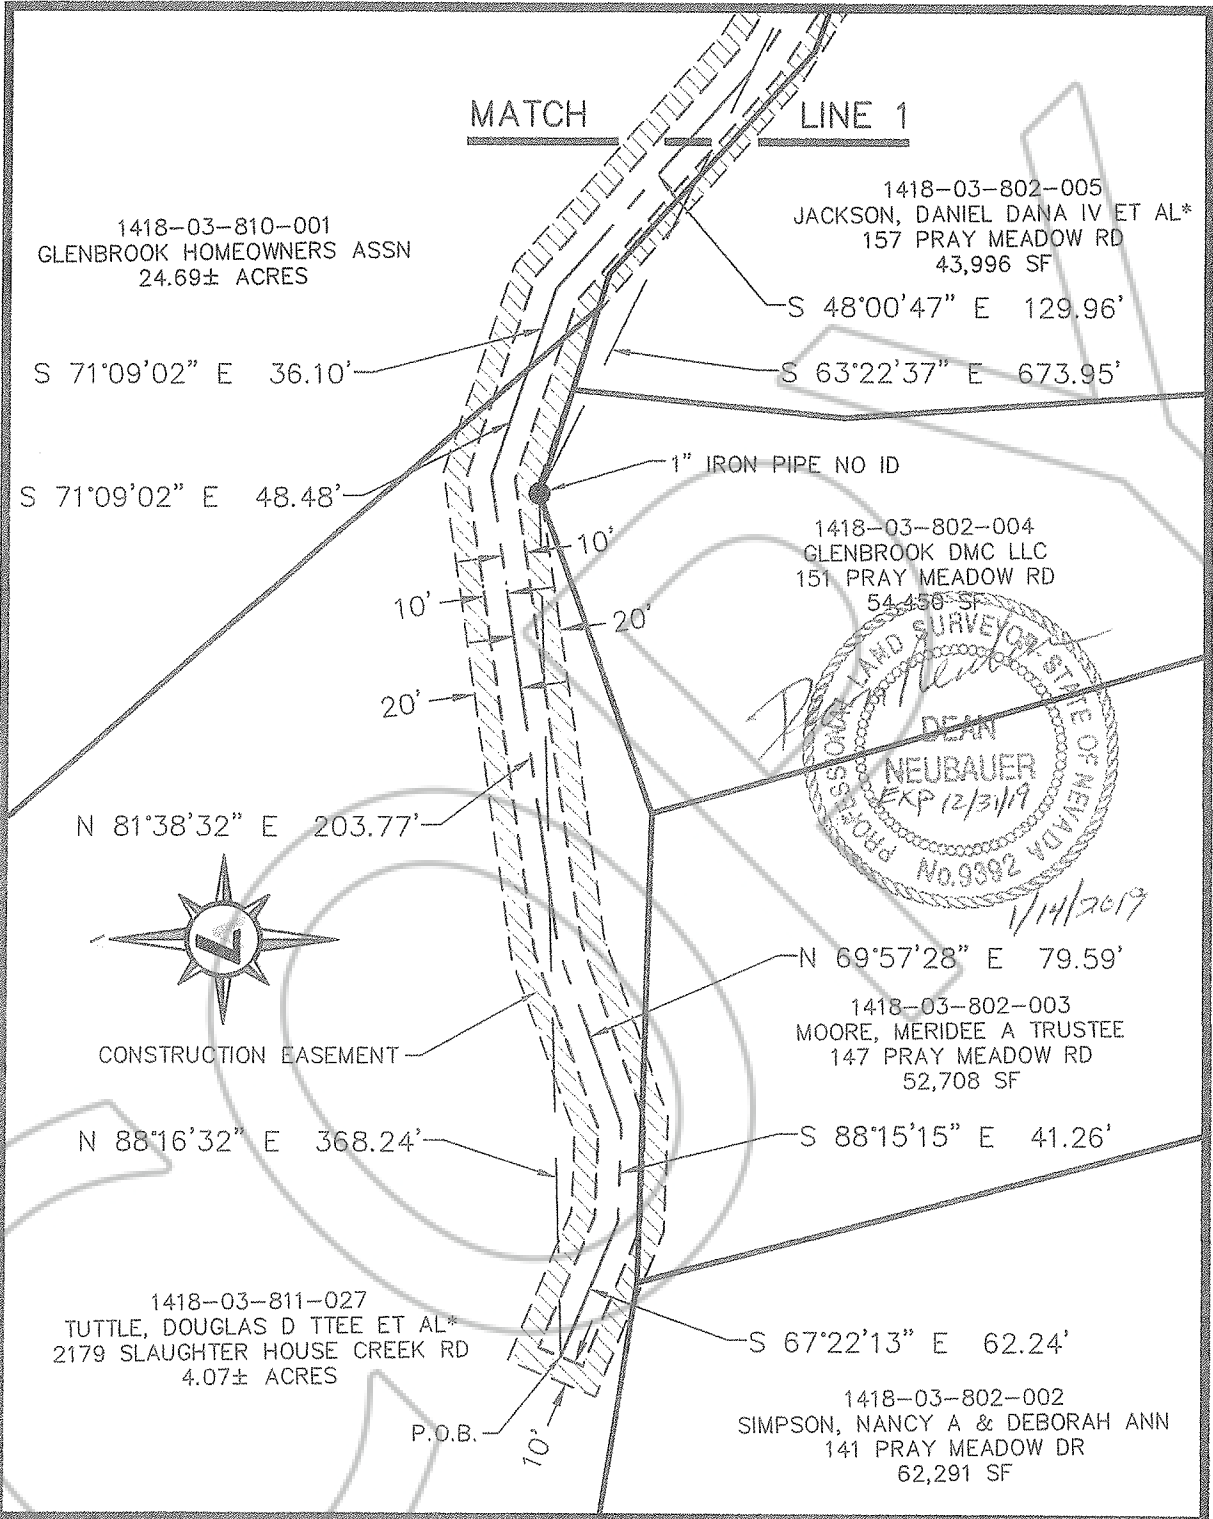 MATCH LINE 1
1418-03-802-005
JACKSON, DANIEL DANA IV ET AL*
157 PRAY MEADOW RD
43,996 SF
1418-03-810-001
GLENBROOK HOMEOWNERS ASSN
24.69± ACRES
S 48°00'47" E 129.96'
S 71°09'02" E 36.10'
S 63°22'37" E 673.95'
1" IRON PIPE NO ID
S 71°09'02" E 48.48'
1418-03-802-004
GLENBROOK DMC LLC
151 PRAY MEADOW RD
54,450 SF
10'
10'
20'
20'
PROFESSIONAL LAND SURVEYOR-STATE OF NEVADA
DEAN
NEUBAUER
EXP 12/31/19
No. 9392
1/14/2019
N 81°38'32" E 203.77'
N 69°57'28" E 79.59'
1418-03-802-003
MOORE, MERIDEE A TRUSTEE
147 PRAY MEADOW RD
52,708 SF
CONSTRUCTION EASEMENT
N 88°16'32" E 368.24'
S 88°15'15" E 41.26'
1418-03-811-027
TUTTLE, DOUGLAS D TTEE ET AL*
2179 SLAUGHTER HOUSE CREEK RD
4.07± ACRES
S 67°22'13" E 62.24'
1418-03-802-002
SIMPSON, NANCY A & DEBORAH ANN
141 PRAY MEADOW DR
62,291 SF
P.O.B.
10'
COPY